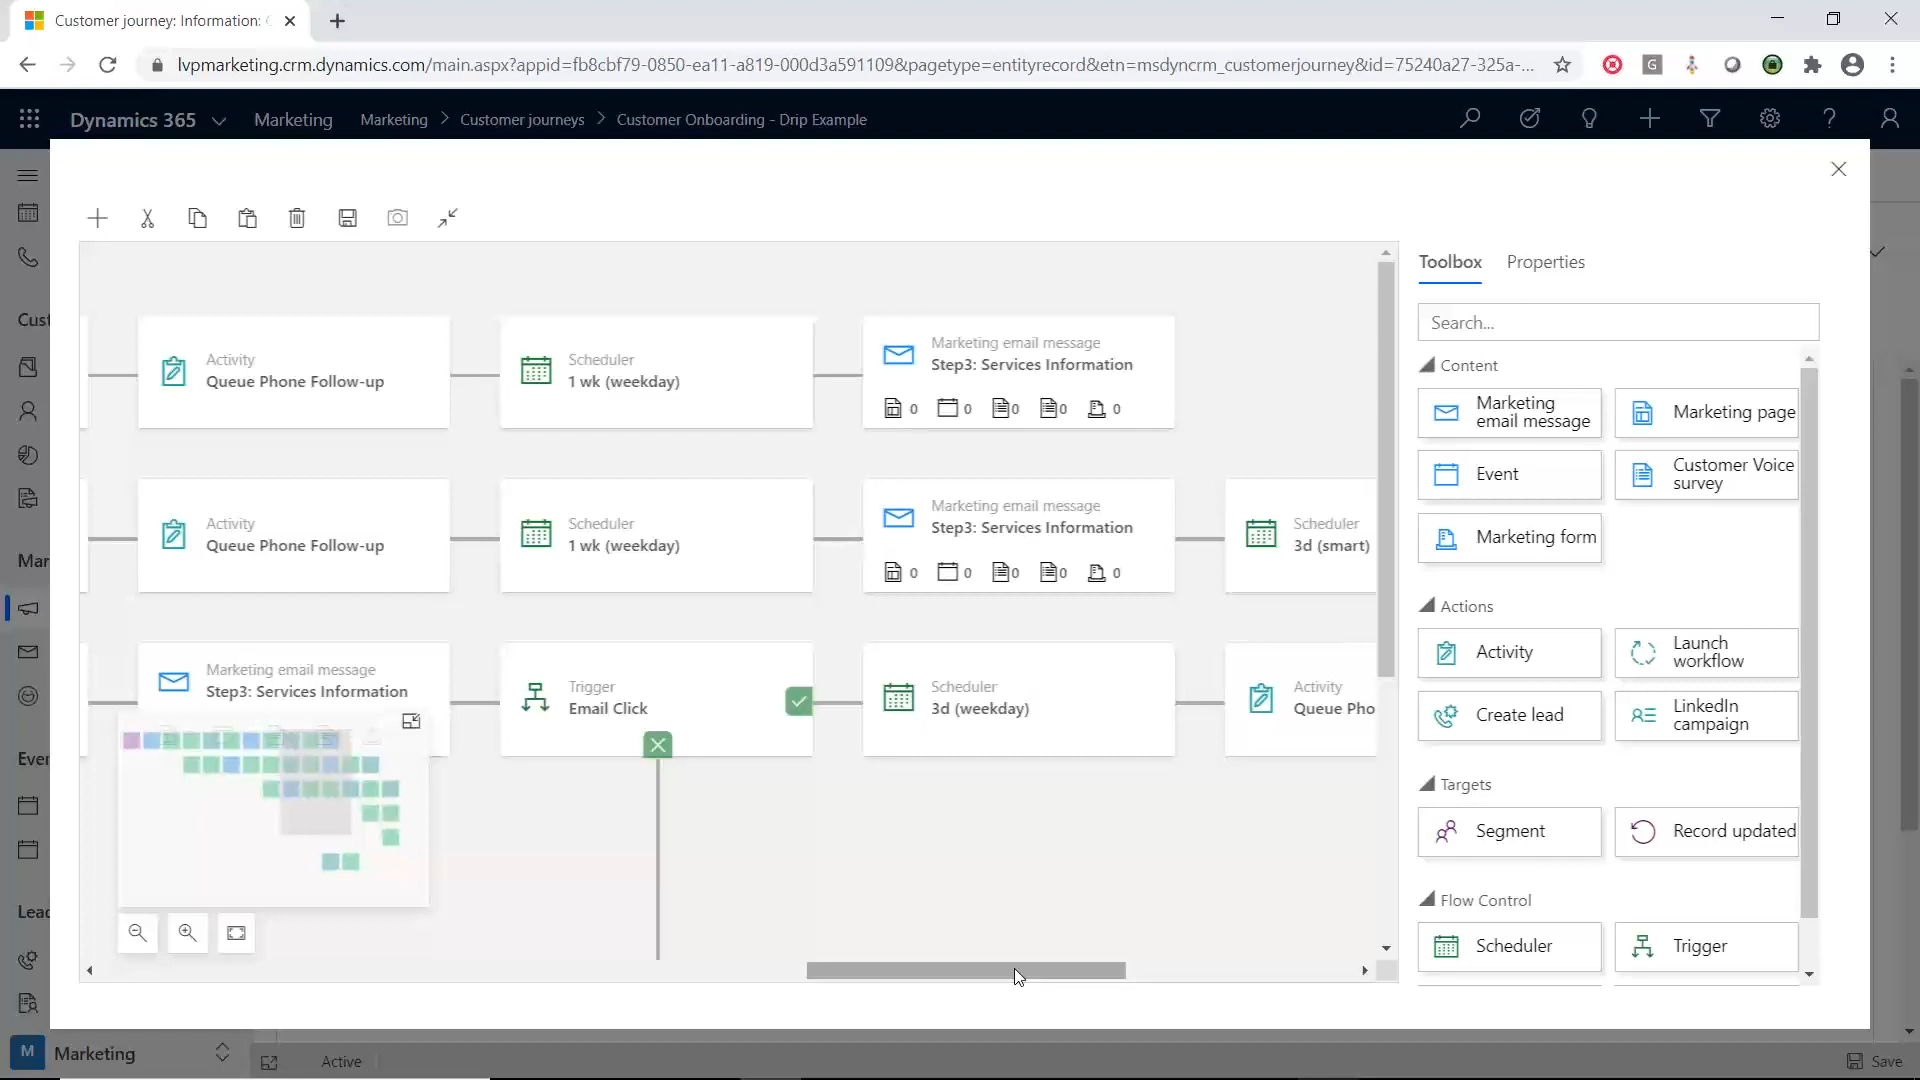 Customer journey: Information: C
lvpmarketing.crm.dynamics.com/main.aspx?appid=fb8cbf79-0850-ea11-a819-000d3a591109&pagetype=entityrecord&etn=msdyncrm_customerjourney&id=75240a27-325a-...
G
Dynamics 365
Marketing
Marketing
Customer journeys
Customer Onboarding - Drip Example
Cust
Mar
Ever
Lead
Activity
Queue Phone Follow-up
Scheduler
1 wk (weekday)
Marketing email message
Step3: Services Information
0
0
0
0
0
Activity
Queue Phone Follow-up
Scheduler
1 wk (weekday)
Marketing email message
Step3: Services Information
0
0
0
0
0
Scheduler
3d (smart)
Marketing email message
Step3: Services Information
Trigger
Email Click
Scheduler
3d (weekday)
Activity
Queue Pho
Toolbox
Properties
Search...
Content
Marketing
email message
Marketing page
Event
Customer Voice
survey
Marketing form
Actions
Activity
Launch
workflow
Create lead
LinkedIn
campaign
Targets
Segment
Record updated
Flow Control
Scheduler
Trigger
M
Marketing
Active
Save